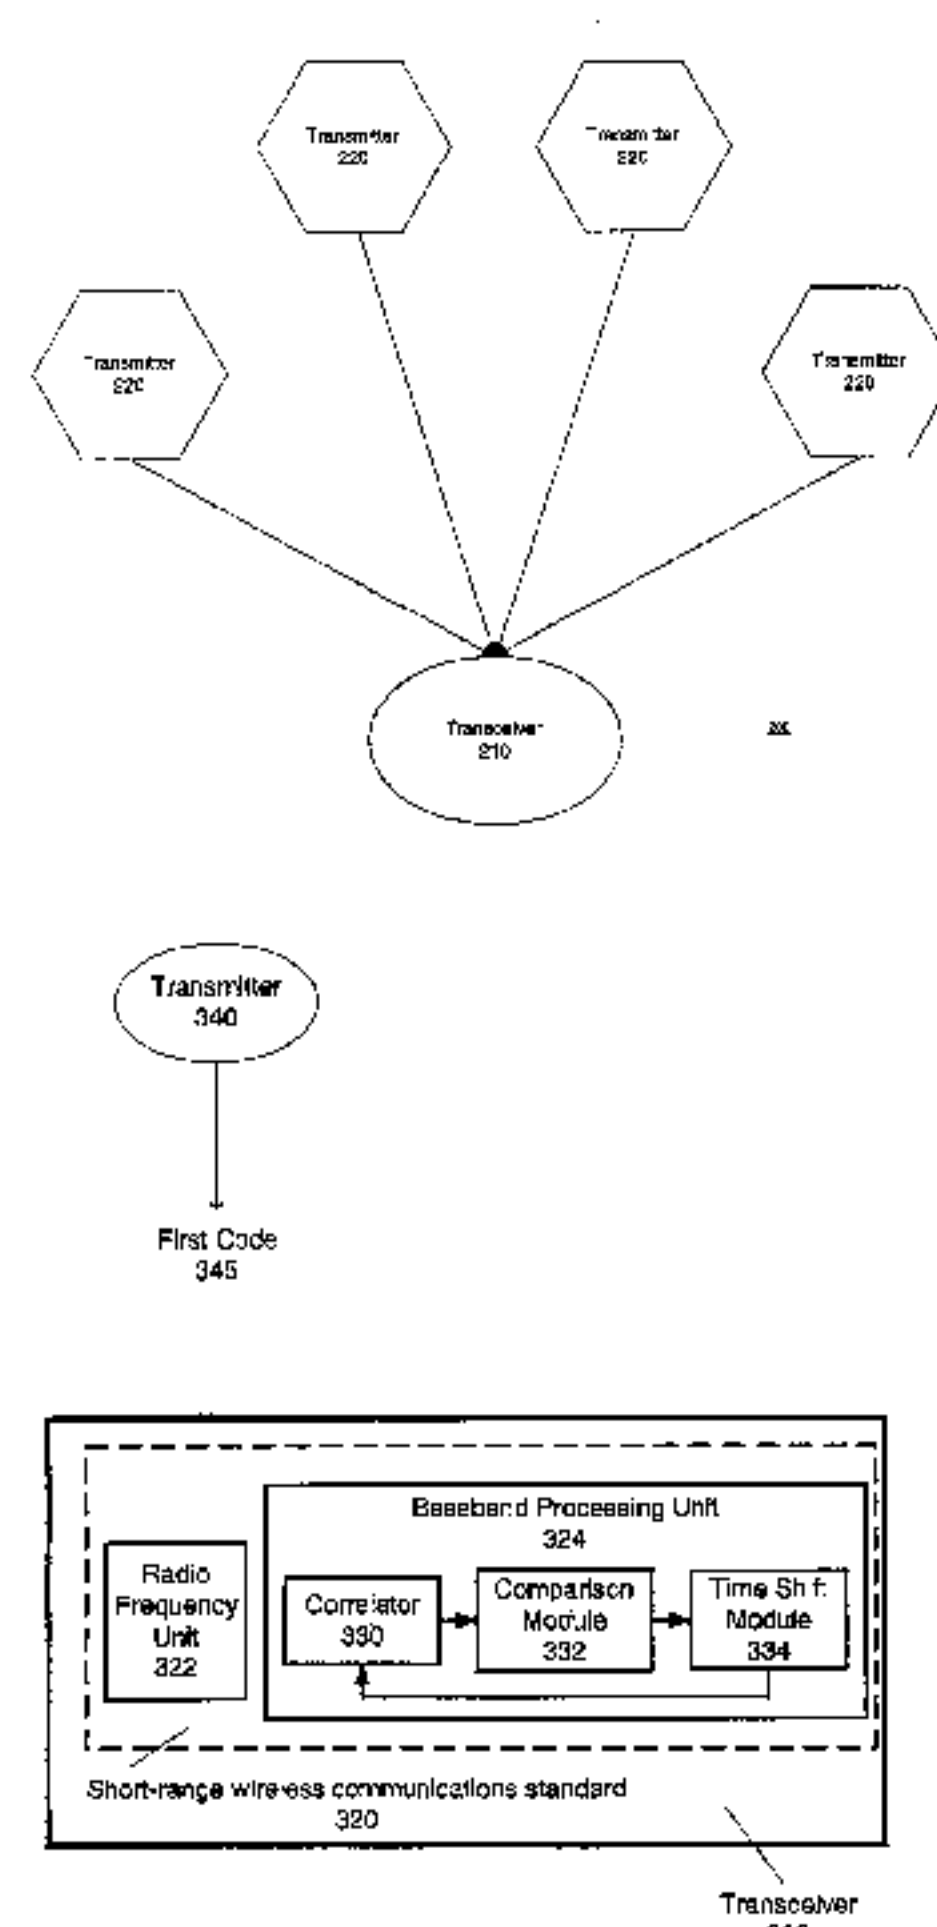 Transmitter
220
Transmitter
220
Transmitter
220
Transmitter
220
Transceiver
210
Transmitter
340
First Code
345
Baseband Processing Unit
324
Radio
Frequency
Unit
322
Correlator
330
Comparison
Module
332
Time Shift
Module
334
Short-range wireless communications standard
320
Transceiver